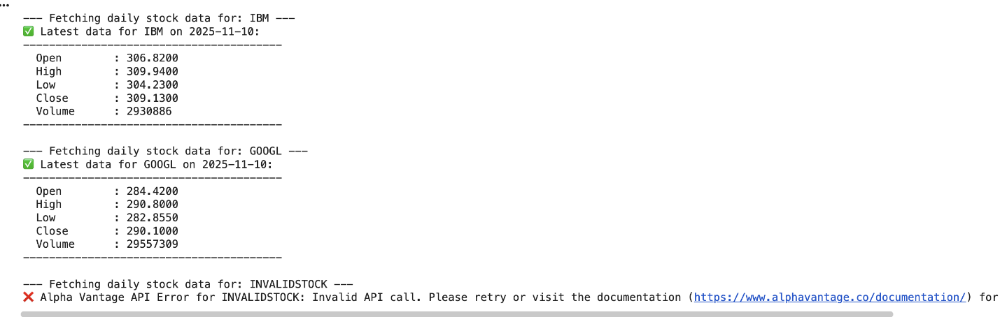 --- Fetching daily stock data for: IBM ---
✅ Latest data for IBM on 2025-11-10:
----------------------------------------
  Open        : 306.8200
  High        : 309.9400
  Low         : 304.2300
  Close       : 309.1300
  Volume      : 2930886
----------------------------------------

--- Fetching daily stock data for: GOOGL ---
✅ Latest data for GOOGL on 2025-11-10:
----------------------------------------
  Open        : 284.4200
  High        : 290.8000
  Low         : 282.8550
  Close       : 290.1000
  Volume      : 29557309
----------------------------------------

--- Fetching daily stock data for: INVALIDSTOCK ---
❌ Alpha Vantage API Error for INVALIDSTOCK: Invalid API call. Please retry or visit the documentation (https://www.alphavantage.co/documentation/) for